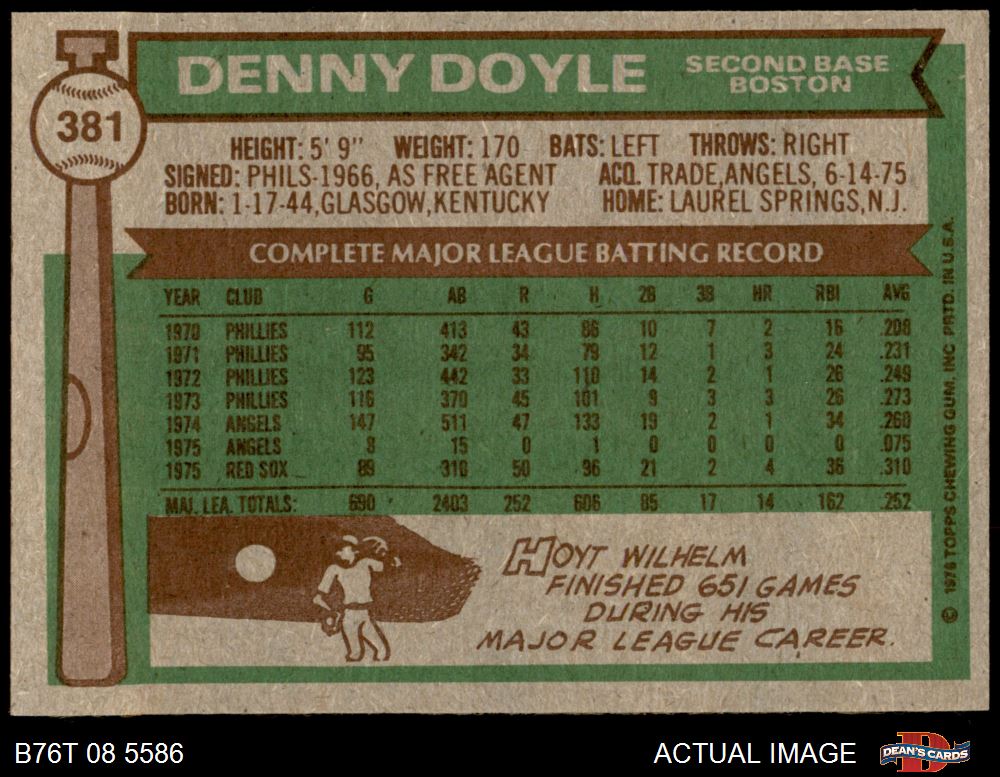 381
DENNY DOYLE
SECOND BASE
BOSTON
HEIGHT: 5' 9" WEIGHT: 170 BATS: LEFT THROWS: RIGHT
SIGNED: PHILS-1966, AS FREE AGENT ACQ. TRADE, ANGELS, 6-14-75
BORN: 1-17-44, GLASGOW, KENTUCKY HOME: LAUREL SPRINGS, N.J.
COMPLETE MAJOR LEAGUE BATTING RECORD
YEAR CLUB G AB R H 2B 3B HR RBI AVG
1970 PHILLIES 112 413 43 86 10 7 2 16 .208
1971 PHILLIES 95 342 34 79 12 1 3 24 .231
1972 PHILLIES 123 442 33 110 14 2 1 26 .249
1973 PHILLIES 116 370 45 101 9 3 3 26 .273
1974 ANGELS 147 511 47 133 19 2 1 34 .260
1975 ANGELS 8 15 0 1 0 0 0 0 .075
1975 RED SOX 89 310 50 96 21 2 4 36 .310
MAJ. LEA. TOTALS: 690 2403 252 606 85 17 14 162 .252
HOYT WILHELM
FINISHED 651 GAMES
DURING HIS
MAJOR LEAGUE CAREER.
© 1976 TOPPS CHEWING GUM, INC PRTD. IN U.S.A.
B76T 08 5586
ACTUAL IMAGE
DEAN'S CARDS